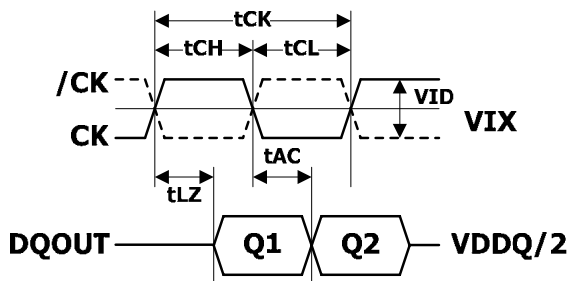 tCK
tCH
tCL
/CK
VID
VIX
CK
tAC
tLZ
DQOUT
Q1
Q2
VDDQ/2